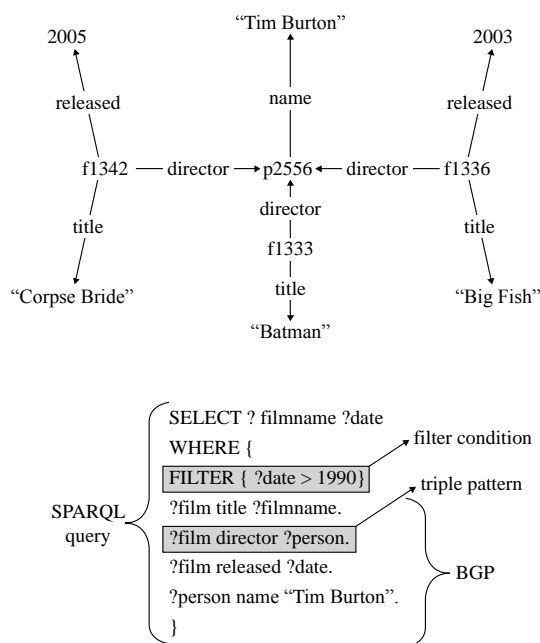 “Tim Burton”
2005 2003
released name released
f1342 director p2556 director f1336
director
title f1333 title
title
“Corpse Bride” “Big Fish”
“Batman”
SELECT ? filmname ?date
WHERE { filter condition
FILTER { ?date > 1990}
triple pattern
?film title ?filmname.
SPARQL
query
?film director ?person.
?film released ?date. BGP
?person name “Tim Burton”.
}